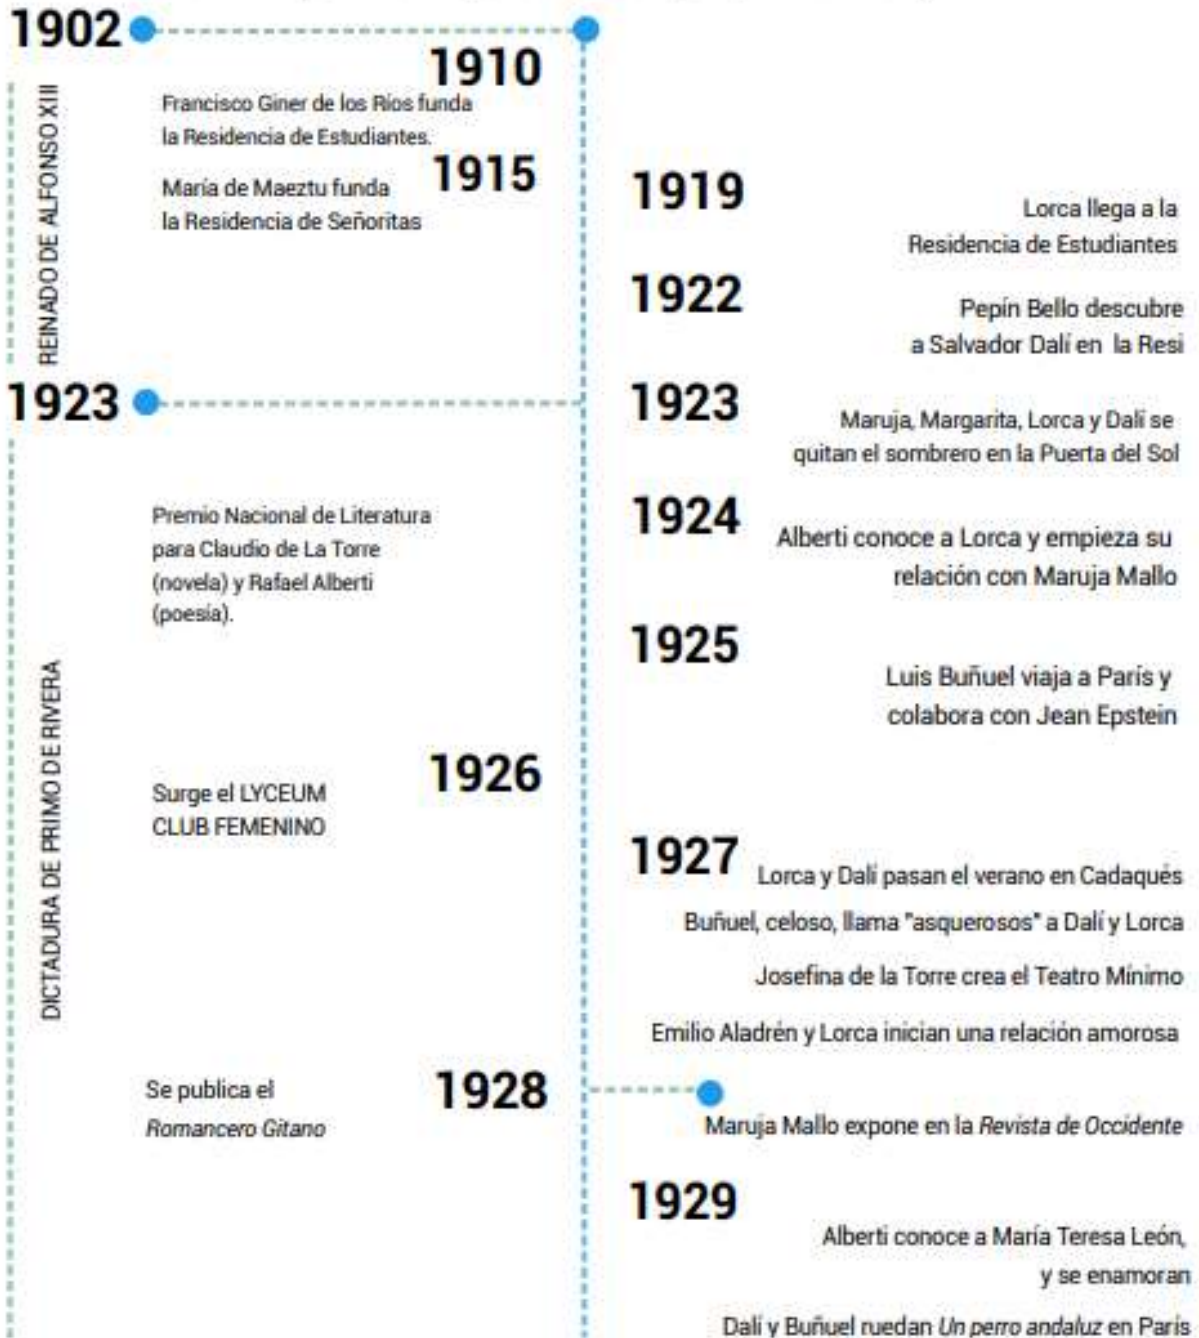 1902
1910
Francisco Giner de los Ríos funda
la Residencia de Estudiantes.
REINADO DE ALFONSO XIII
1915
María de Maeztu funda
la Residencia de Señoritas
1919
Lorca llega a la
Residencia de Estudiantes
1922
Pepín Bello descubre
a Salvador Dalí en la Resi
1923
1923
Maruja, Margarita, Lorca y Dalí se
quitan el sombrero en la Puerta del Sol
Premio Nacional de Literatura
para Claudio de La Torre
(novela) y Rafael Alberti
(poesía).
1924
Alberti conoce a Lorca y empieza su
relación con Maruja Mallo
1925
Luis Buñuel viaja a París y
colabora con Jean Epstein
DICTADURA DE PRIMO DE RIVERA
1926
Surge el LYCEUM
CLUB FEMENINO
1927
Lorca y Dalí pasan el verano en Cadaqués
Buñuel, celoso, llama "asquerosos" a Dalí y Lorca
Josefina de la Torre crea el Teatro Mínimo
Emilio Aladrén y Lorca inician una relación amorosa
1928
Se publica el
Romancero Gitano
Maruja Mallo expone en la Revista de Occidente
1929
Alberti conoce a María Teresa León,
y se enamoran
Dalí y Buñuel ruedan Un perro andaluz en París